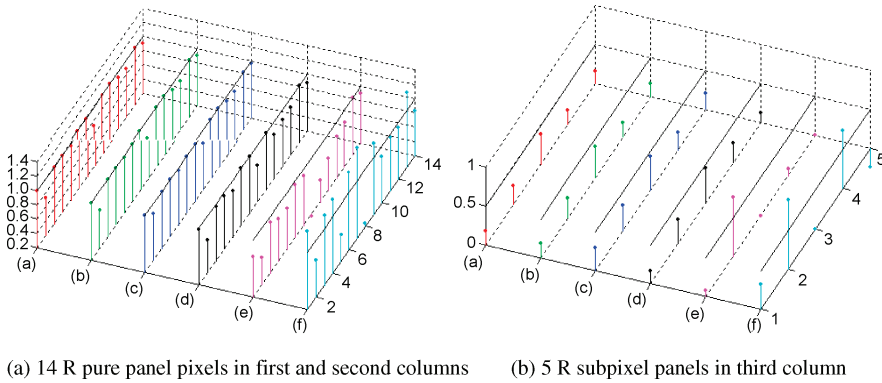 1.4
1.2
1.0
0.8
0.6
0.4
0.2
(a)
(b)
(c)
(d)
(e)
(f)
2
4
6
8
10
12
14
1
0.5
0
(a)
(b)
(c)
(d)
(e)
(f)
1
2
3
4
5
(a) 14 R pure panel pixels in first and second columns
(b) 5 R subpixel panels in third column